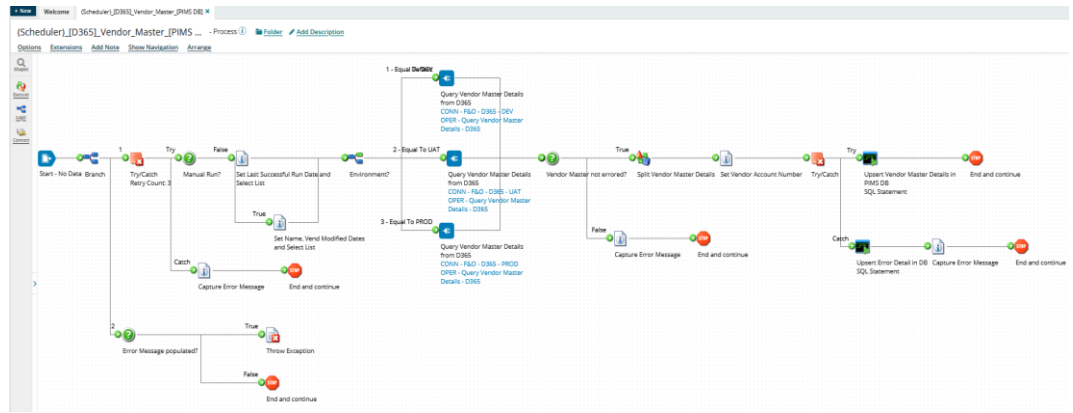 + New
Welcome
(Scheduler)_[D365]_Vendor_Master_[PIMS DB] ×
(Scheduler)_[D365]_Vendor_Master_[PIMS ...
- Process
Folder
Add Description
Options
Extensions
Add Note
Show Navigation
Arrange
Shapes
Execute
Logic
Connect
Start - No Data
Branch
1
Try/Catch
Retry Count: 3
Try
Manual Run?
False
Set Last Successful Run Date and
Select List
True
Set Name, Vend Modified Dates
and Select List
Catch
Capture Error Message
End and continue
2
Error Message populated?
True
Throw Exception
False
End and continue
Environment?
1 - Equal To DEV
Query Vendor Master Details
from D365
CONN - F&O - D365 - DEV
OPER - Query Vendor Master
Details - D365
2 - Equal To UAT
Query Vendor Master Details
from D365
CONN - F&O - D365 - UAT
OPER - Query Vendor Master
Details - D365
3 - Equal To PROD
Query Vendor Master Details
from D365
CONN - F&O - D365 - PROD
OPER - Query Vendor Master
Details - D365
Vendor Master not errored?
True
Split Vendor Master Details
Set Vendor Account Number
Try/Catch
Try
Upsert Vendor Master Details in
PIMS DB
SQL Statement
End and continue
False
Capture Error Message
End and continue
Catch
Upsert Error Detail in DB
SQL Statement
Capture Error Message
End and continue